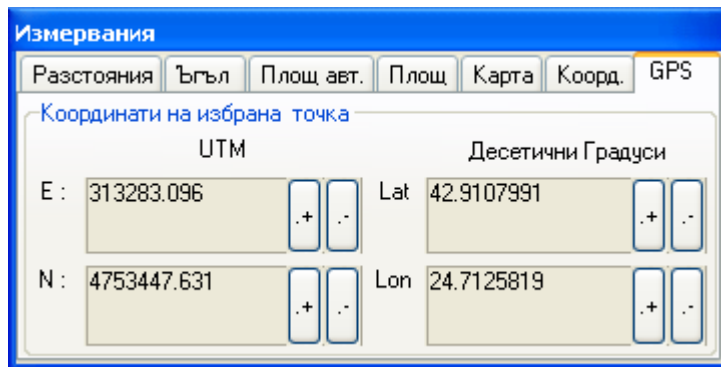 Измервания
Разстояния Ъгъл Площ авт. Площ Карта Коорд. GPS
Координати на избрана точка
UTM Десетични Градуси
E : 313283.096 .+ .- Lat 42.9107991 .+ .-
N : 4753447.631 .+ .- Lon 24.7125819 .+ .-